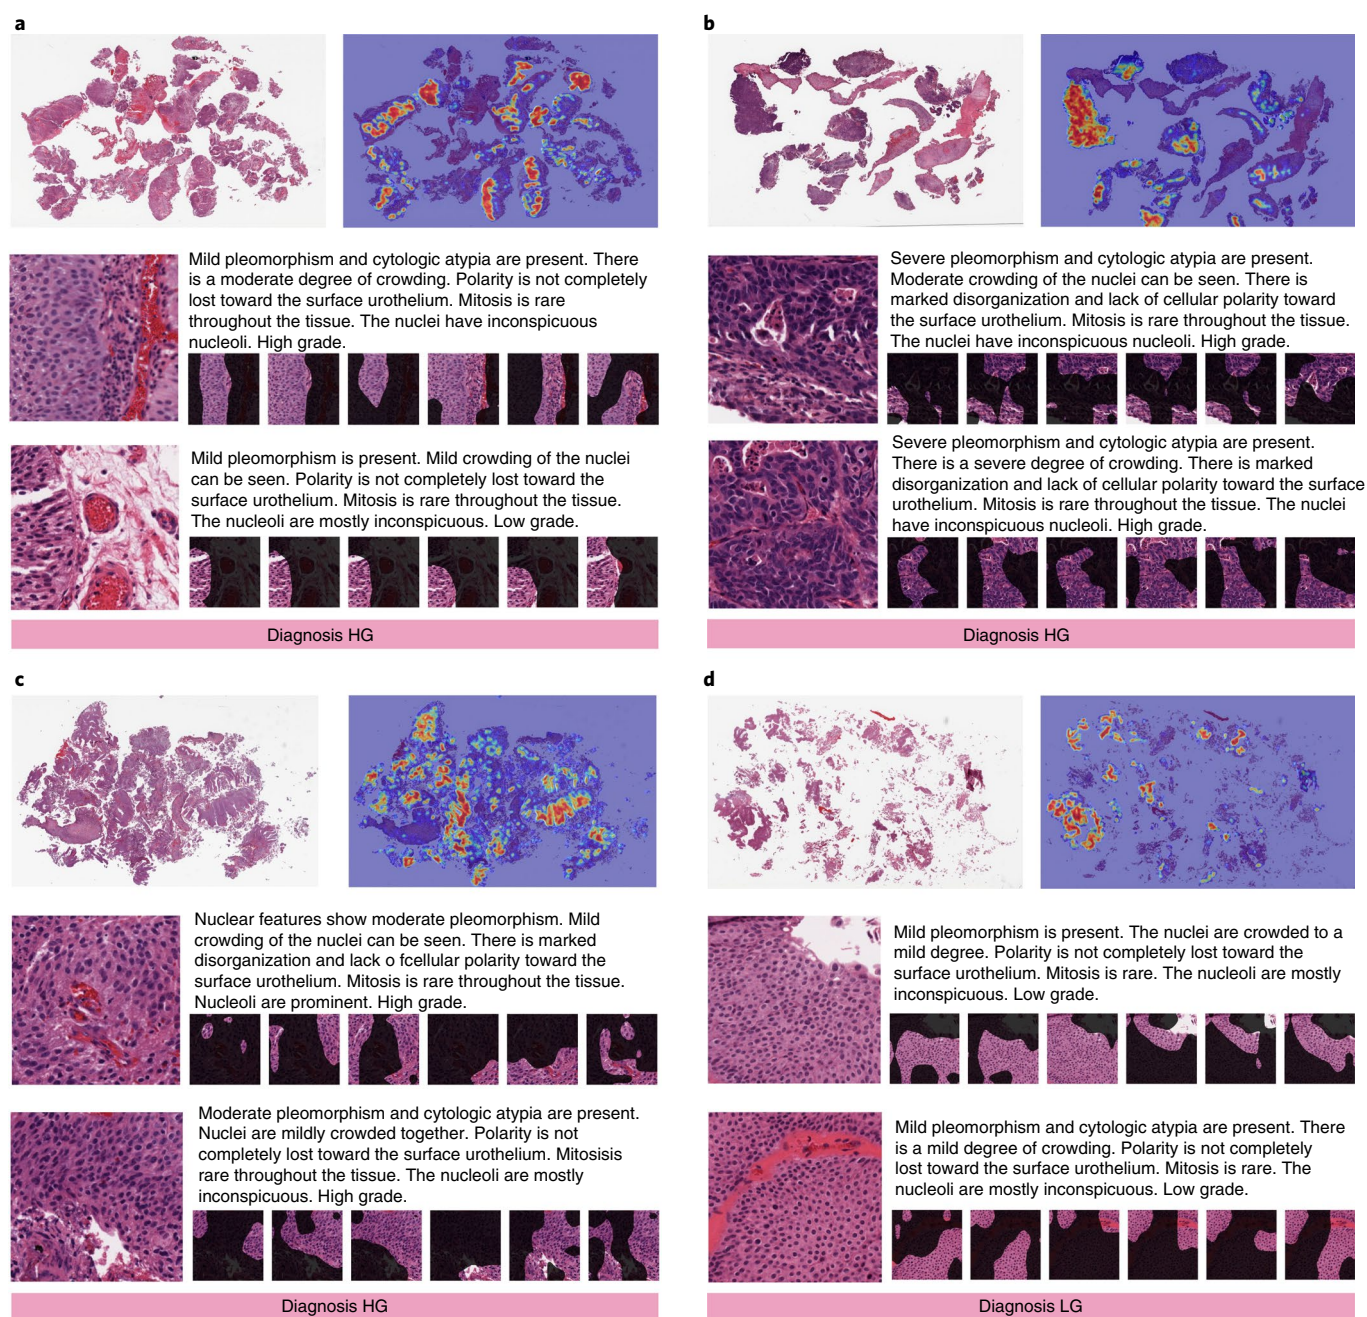 a
Mild pleomorphism and cytologic atypia are present. There
is a moderate degree of crowding. Polarity is not completely
lost toward the surface urothelium. Mitosis is rare
throughout the tissue. The nuclei have inconspicuous
nucleoli. High grade.
Mild pleomorphism is present. Mild crowding of the nuclei
can be seen. Polarity is not completely lost toward the
surface urothelium. Mitosis is rare throughout the tissue.
The nucleoli are mostly inconspicuous. Low grade.
Diagnosis HG
b
Severe pleomorphism and cytologic atypia are present.
Moderate crowding of the nuclei can be seen. There is
marked disorganization and lack of cellular polarity toward
the surface urothelium. Mitosis is rare throughout the tissue.
The nuclei have inconspicuous nucleoli. High grade.
Severe pleomorphism and cytologic atypia are present.
There is a severe degree of crowding. There is marked
disorganization and lack of cellular polarity toward the surface
urothelium. Mitosis is rare throughout the tissue. The nuclei
have inconspicuous nucleoli. High grade.
Diagnosis HG
c
Nuclear features show moderate pleomorphism. Mild
crowding of the nuclei can be seen. There is marked
disorganization and lack o fcellular polarity toward the
surface urothelium. Mitosis is rare throughout the tissue.
Nucleoli are prominent. High grade.
Moderate pleomorphism and cytologic atypia are present.
Nuclei are mildly crowded together. Polarity is not
completely lost toward the surface urothelium. Mitosisis
rare throughout the tissue. The nucleoli are mostly
inconspicuous. High grade.
Diagnosis HG
d
Mild pleomorphism is present. The nuclei are crowded to a
mild degree. Polarity is not completely lost toward the
surface urothelium. Mitosis is rare. The nucleoli are mostly
inconspicuous. Low grade.
Mild pleomorphism and cytologic atypia are present. There
is a mild degree of crowding. Polarity is not completely
lost toward the surface urothelium. Mitosis is rare. The
nucleoli are mostly inconspicuous. Low grade.
Diagnosis LG